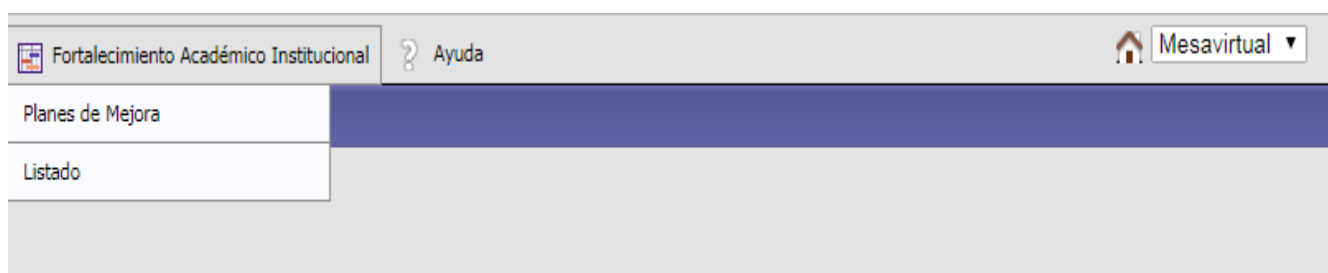 Fortalecimiento Académico Institucional
Ayuda
Mesavirtual
Planes de Mejora
Listado